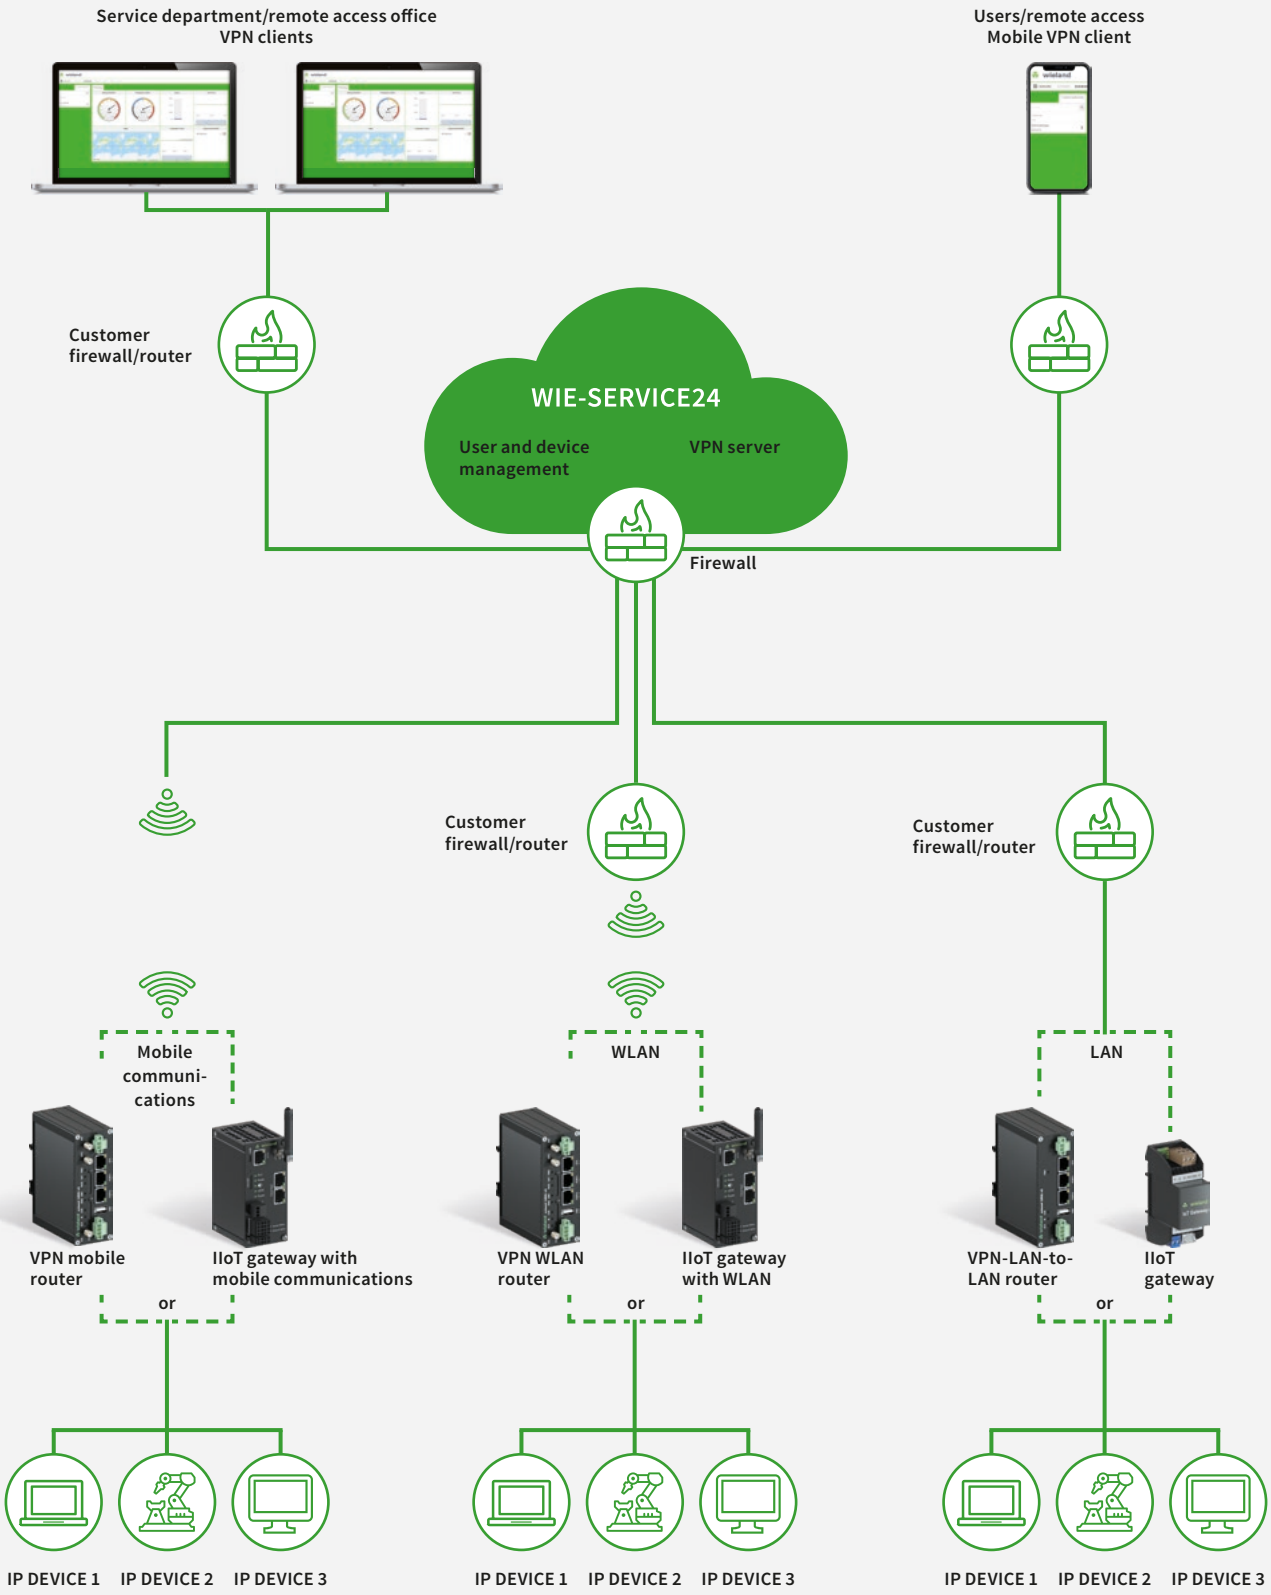 Service department/remote access office
VPN clients
Users/remote access
Mobile VPN client
wieland
Customer
firewall/router
WIE-SERVICE24
User and device
management
VPN server
Firewall
Customer
firewall/router
Customer
firewall/router
Mobile
communi-
cations
WLAN
LAN
VPN mobile
router
IIoT gateway with
mobile communications
VPN WLAN
router
IIoT gateway
with WLAN
VPN-LAN-to-
LAN router
IIoT
gateway
or
or
or
IP DEVICE 1
IP DEVICE 2
IP DEVICE 3
IP DEVICE 1
IP DEVICE 2
IP DEVICE 3
IP DEVICE 1
IP DEVICE 2
IP DEVICE 3